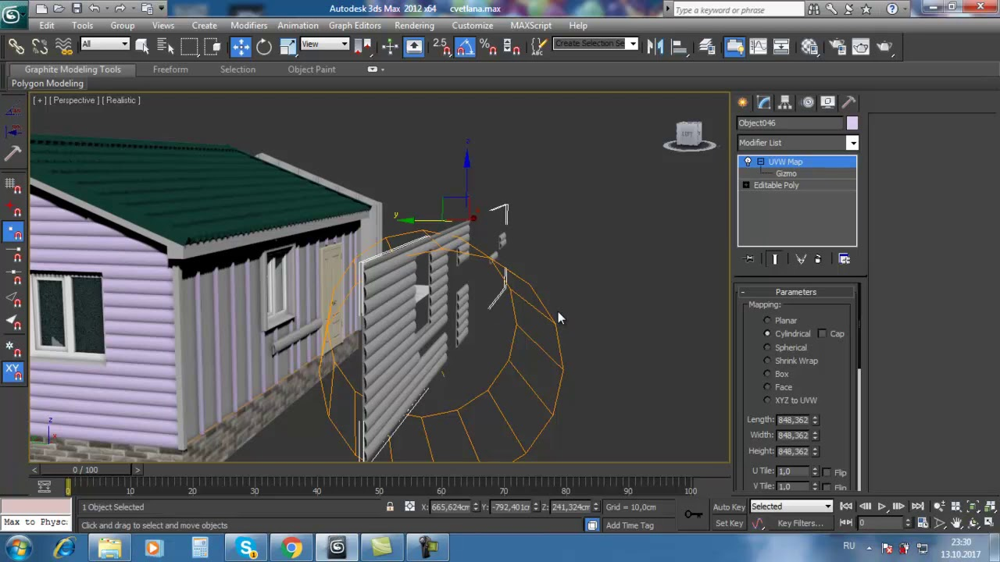 Autodesk 3ds Max 2012 x64 cvetlana.max
Type a keyword or phrase
Edit Tools Group Views Create Modifiers Animation Graph Editors Rendering Customize MAXScript Help
All View 2.5 Create Selection Se
Graphite Modeling Tools Freeform Selection Object Paint
Polygon Modeling
[ + ] [ Perspective ] [ Realistic ]
LEFT
Object046
Modifier List
UVW Map
Gizmo
Editable Poly
- Parameters
Mapping:
Planar
Cylindrical Cap
Spherical
Shrink Wrap
Box
Face
XYZ to UVW
Length: 848,362
Width: 848,362
Height: 848,362
U Tile: 1,0 Flip
V Tile: 1,0 Flip
z
y
XY
z
x
< 0 / 100 >
0 10 20 30 40 50 60 70 80 90 100
1 Object Selected X: 665,624cm Y: -792,401cm Z: 241,324cm Grid = 10,0cm Auto Key Selected
Max to Physca Click and drag to select and move objects Add Time Tag Set Key Key Filters... 0
RU 23:30
13.10.2017